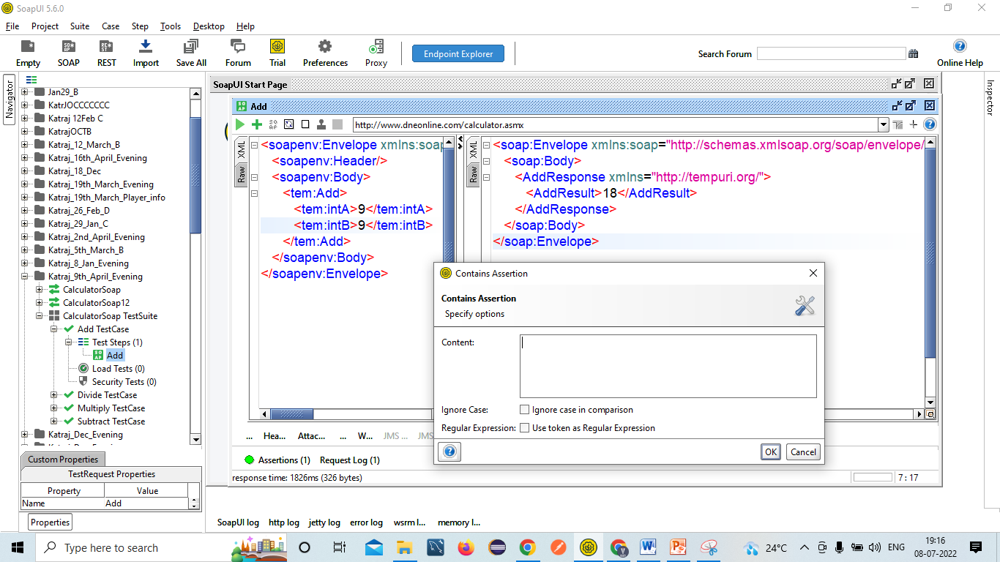 SoapUI 5.6.0
File Project Suite Case Step Tools Desktop Help
Empty SOAP REST Import Save All Forum Trial Preferences Proxy Endpoint Explorer Search Forum Online Help
Navigator
Jan29_B
KatrJOCCCCCCC
Katraj 12Feb C
KatrajOCTB
Katraj_12_March_B
Katraj_16th_April_Evening
Katraj_18_Dec
Katraj_19th_March_Evening
Katraj_19th_March_Player_info
Katraj_26_Feb_D
Katraj_29_Jan_C
Katraj_2nd_April_Evening
Katraj_5th_March_B
Katraj_8_Jan_Evening
Katraj_9th_April_Evening
CalculatorSoap
CalculatorSoap12
CalculatorSoap TestSuite
Add TestCase
Test Steps (1)
Add
Load Tests (0)
Security Tests (0)
Divide TestCase
Multiply TestCase
Subtract TestCase
Katraj_Dec_Evening
Custom Properties
TestRequest Properties
Property Value
Name Add
Properties
SoapUI Start Page
Add
http://www.dneonline.com/calculator.asmx
XML
Raw
<soapenv:Envelope xmlns:soap
<soapenv:Header/>
<soapenv:Body>
<tem:Add>
<tem:intA>9</tem:intA>
<tem:intB>9</tem:intB>
</tem:Add>
</soapenv:Body>
</soapenv:Envelope>
XML
Raw
<soap:Envelope xmlns:soap="http://schemas.xmlsoap.org/soap/envelope/
<soap:Body>
<AddResponse xmlns="http://tempuri.org/">
<AddResult>18</AddResult>
</AddResponse>
</soap:Body>
</soap:Envelope>
Inspector
Contains Assertion
Contains Assertion
Specify options
Content:
Ignore Case: Ignore case in comparison
Regular Expression: Use token as Regular Expression
OK Cancel
... Hea... Attac... ... W... JMS ... JMS
Assertions (1) Request Log (1)
response time: 1826ms (326 bytes) 7 : 17
SoapUI log http log jetty log error log wsrm l... memory l...
Type here to search
24°C ENG 19:16
08-07-2022